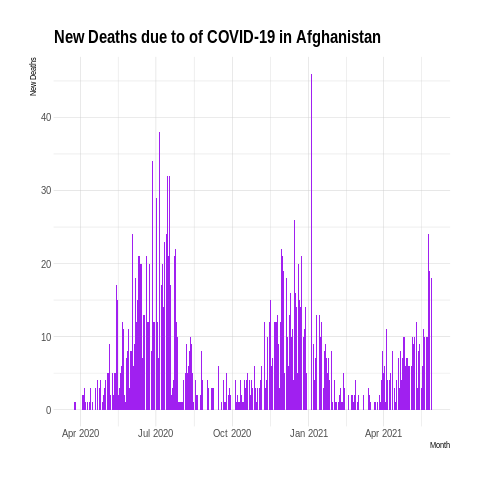 New Deaths due to of COVID-19 in Afghanistan
New Deaths
40
30
20
10
0
Apr 2020
Jul 2020
Oct 2020
Jan 2021
Apr 2021
Month